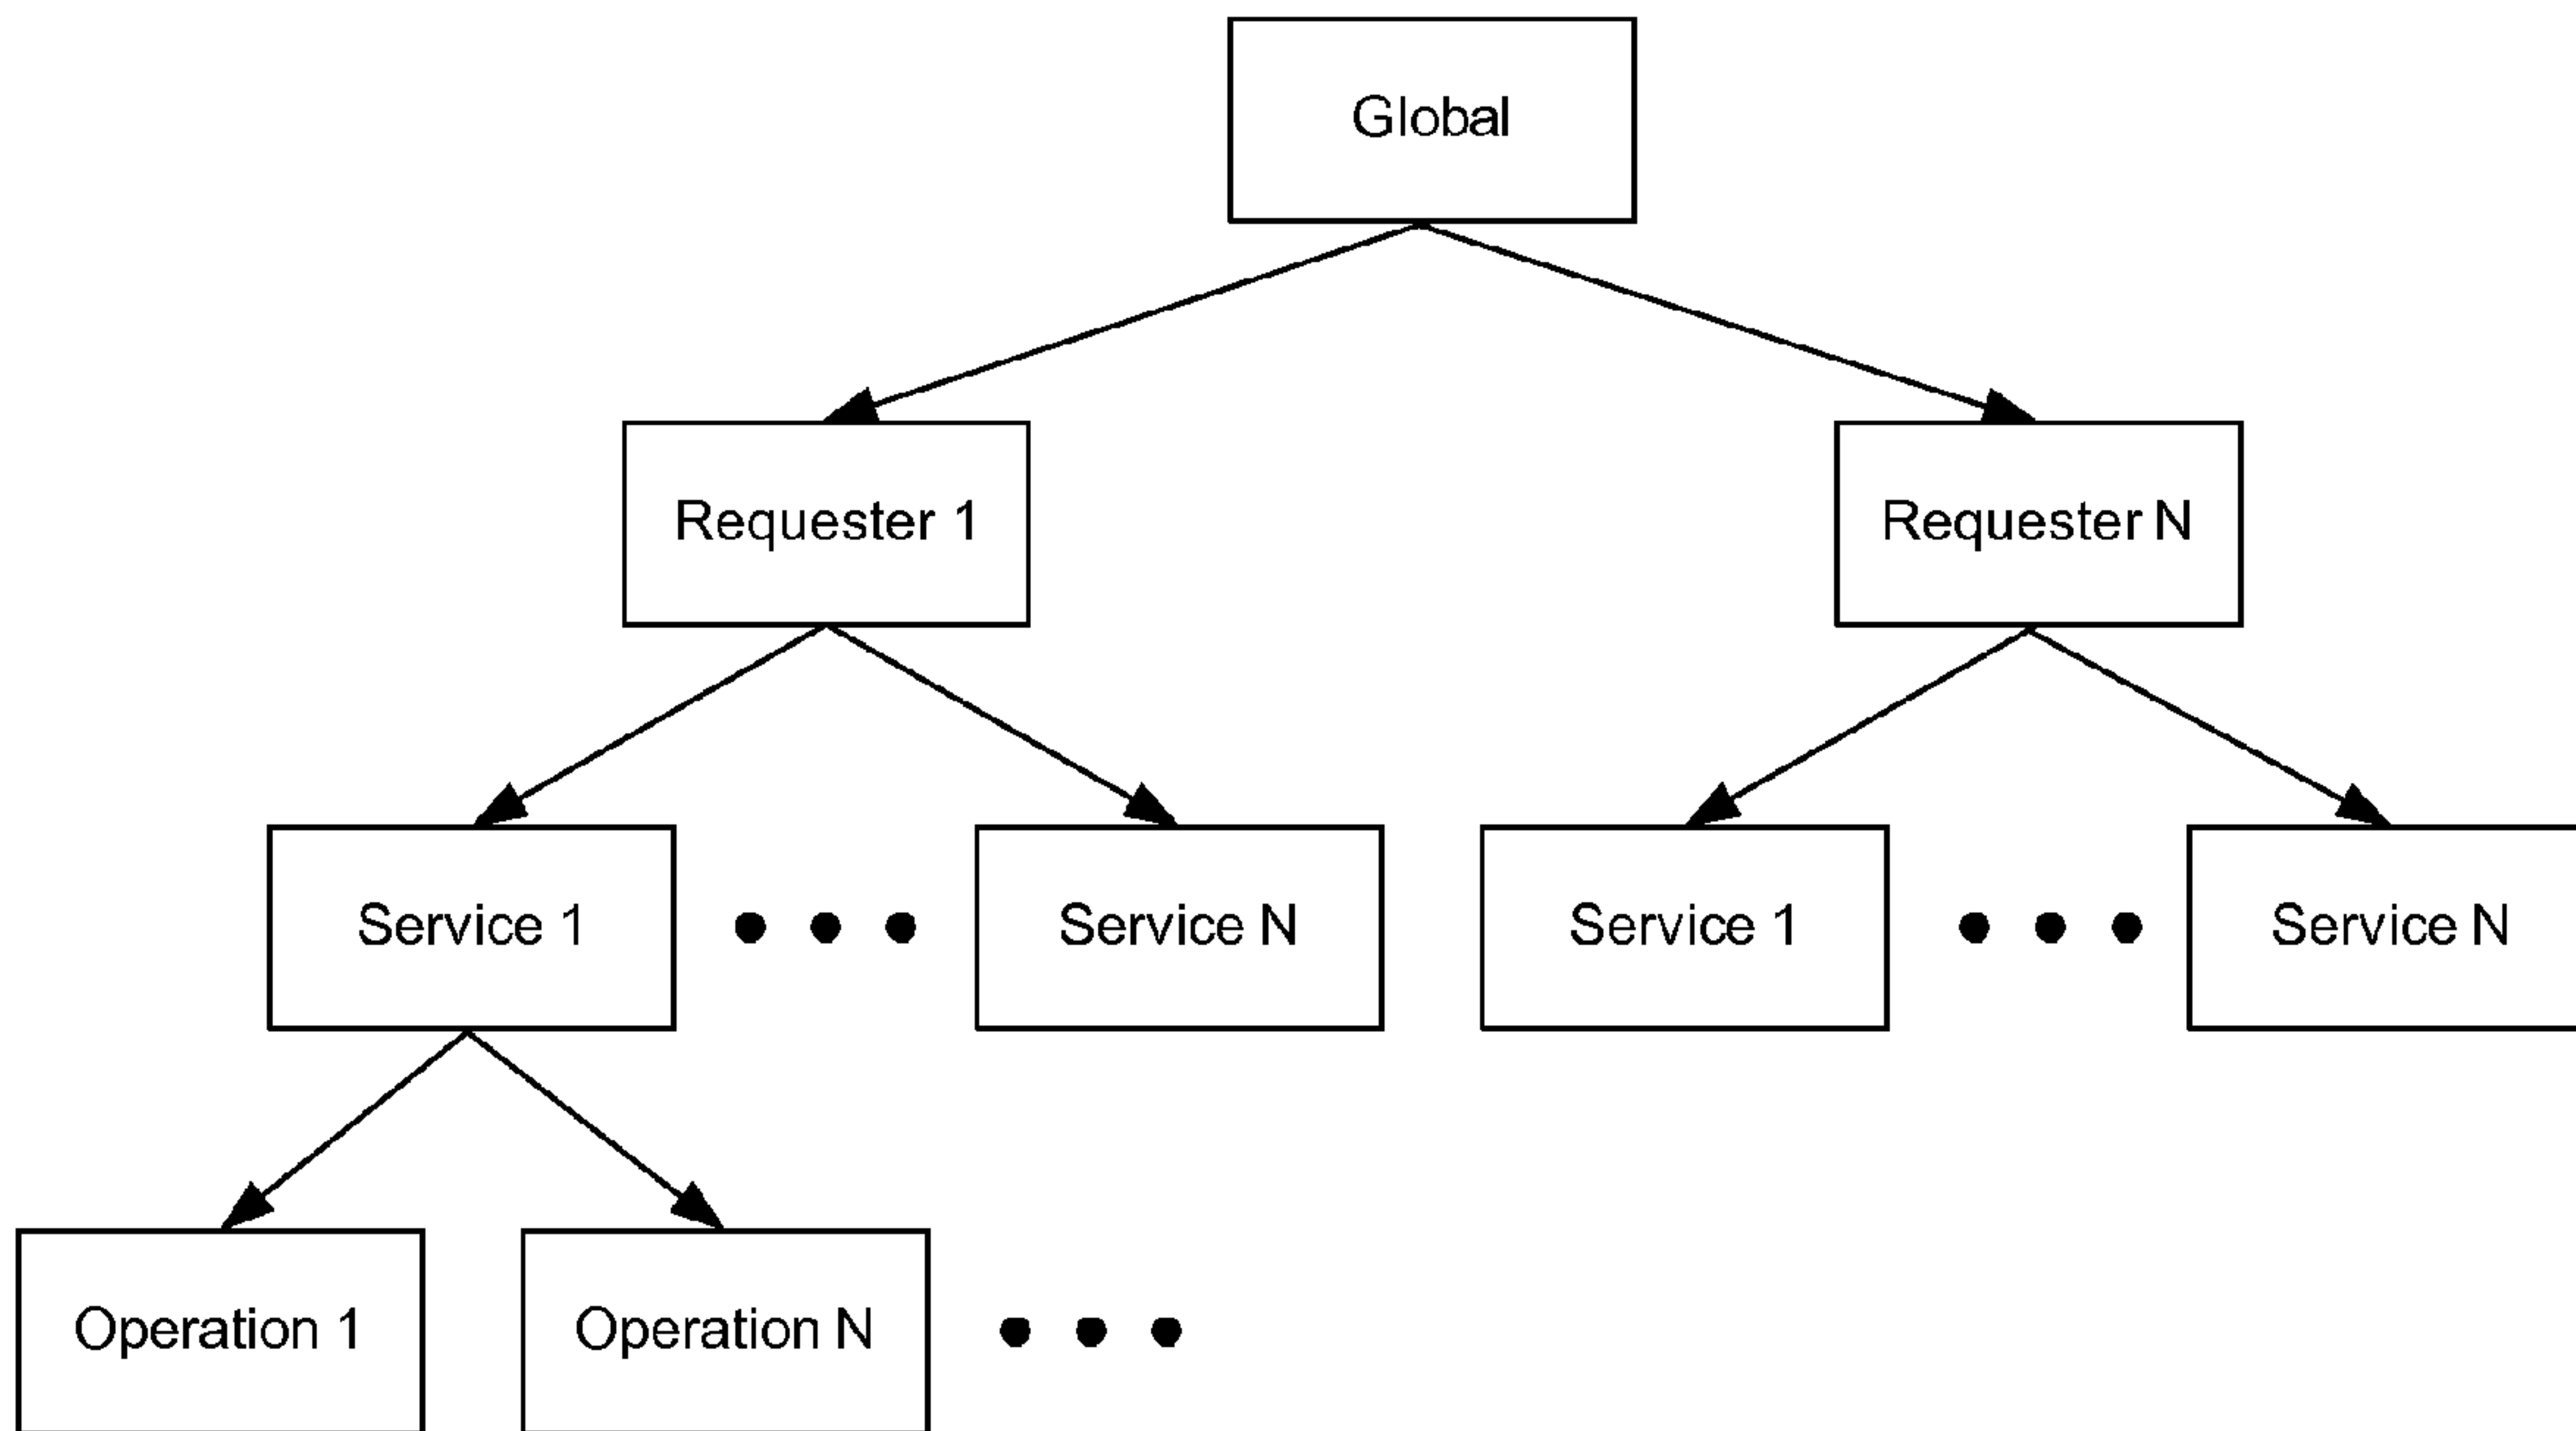 Global
Requester 1
Requester N
Service 1
Service N
Service 1
Service N
Operation 1
Operation N